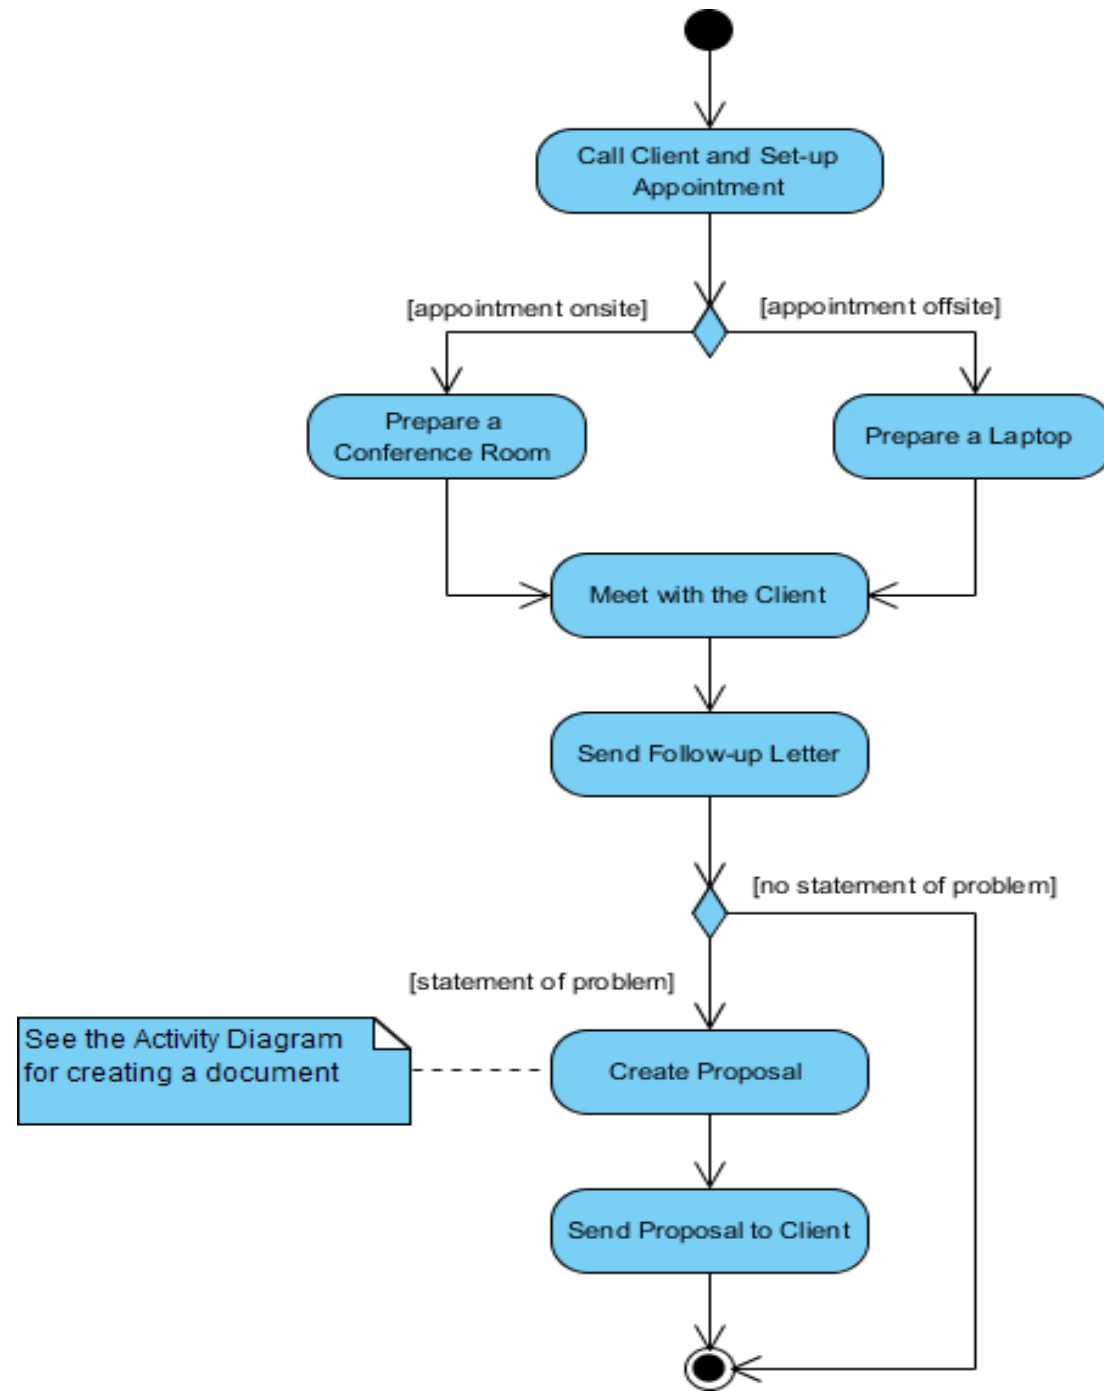 Call Client and Set-up
Appointment
[appointment onsite]
[appointment offsite]
Prepare a
Conference Room
Prepare a Laptop
Meet with the Client
Send Follow-up Letter
[no statement of problem]
[statement of problem]
See the Activity Diagram
for creating a document
Create Proposal
Send Proposal to Client